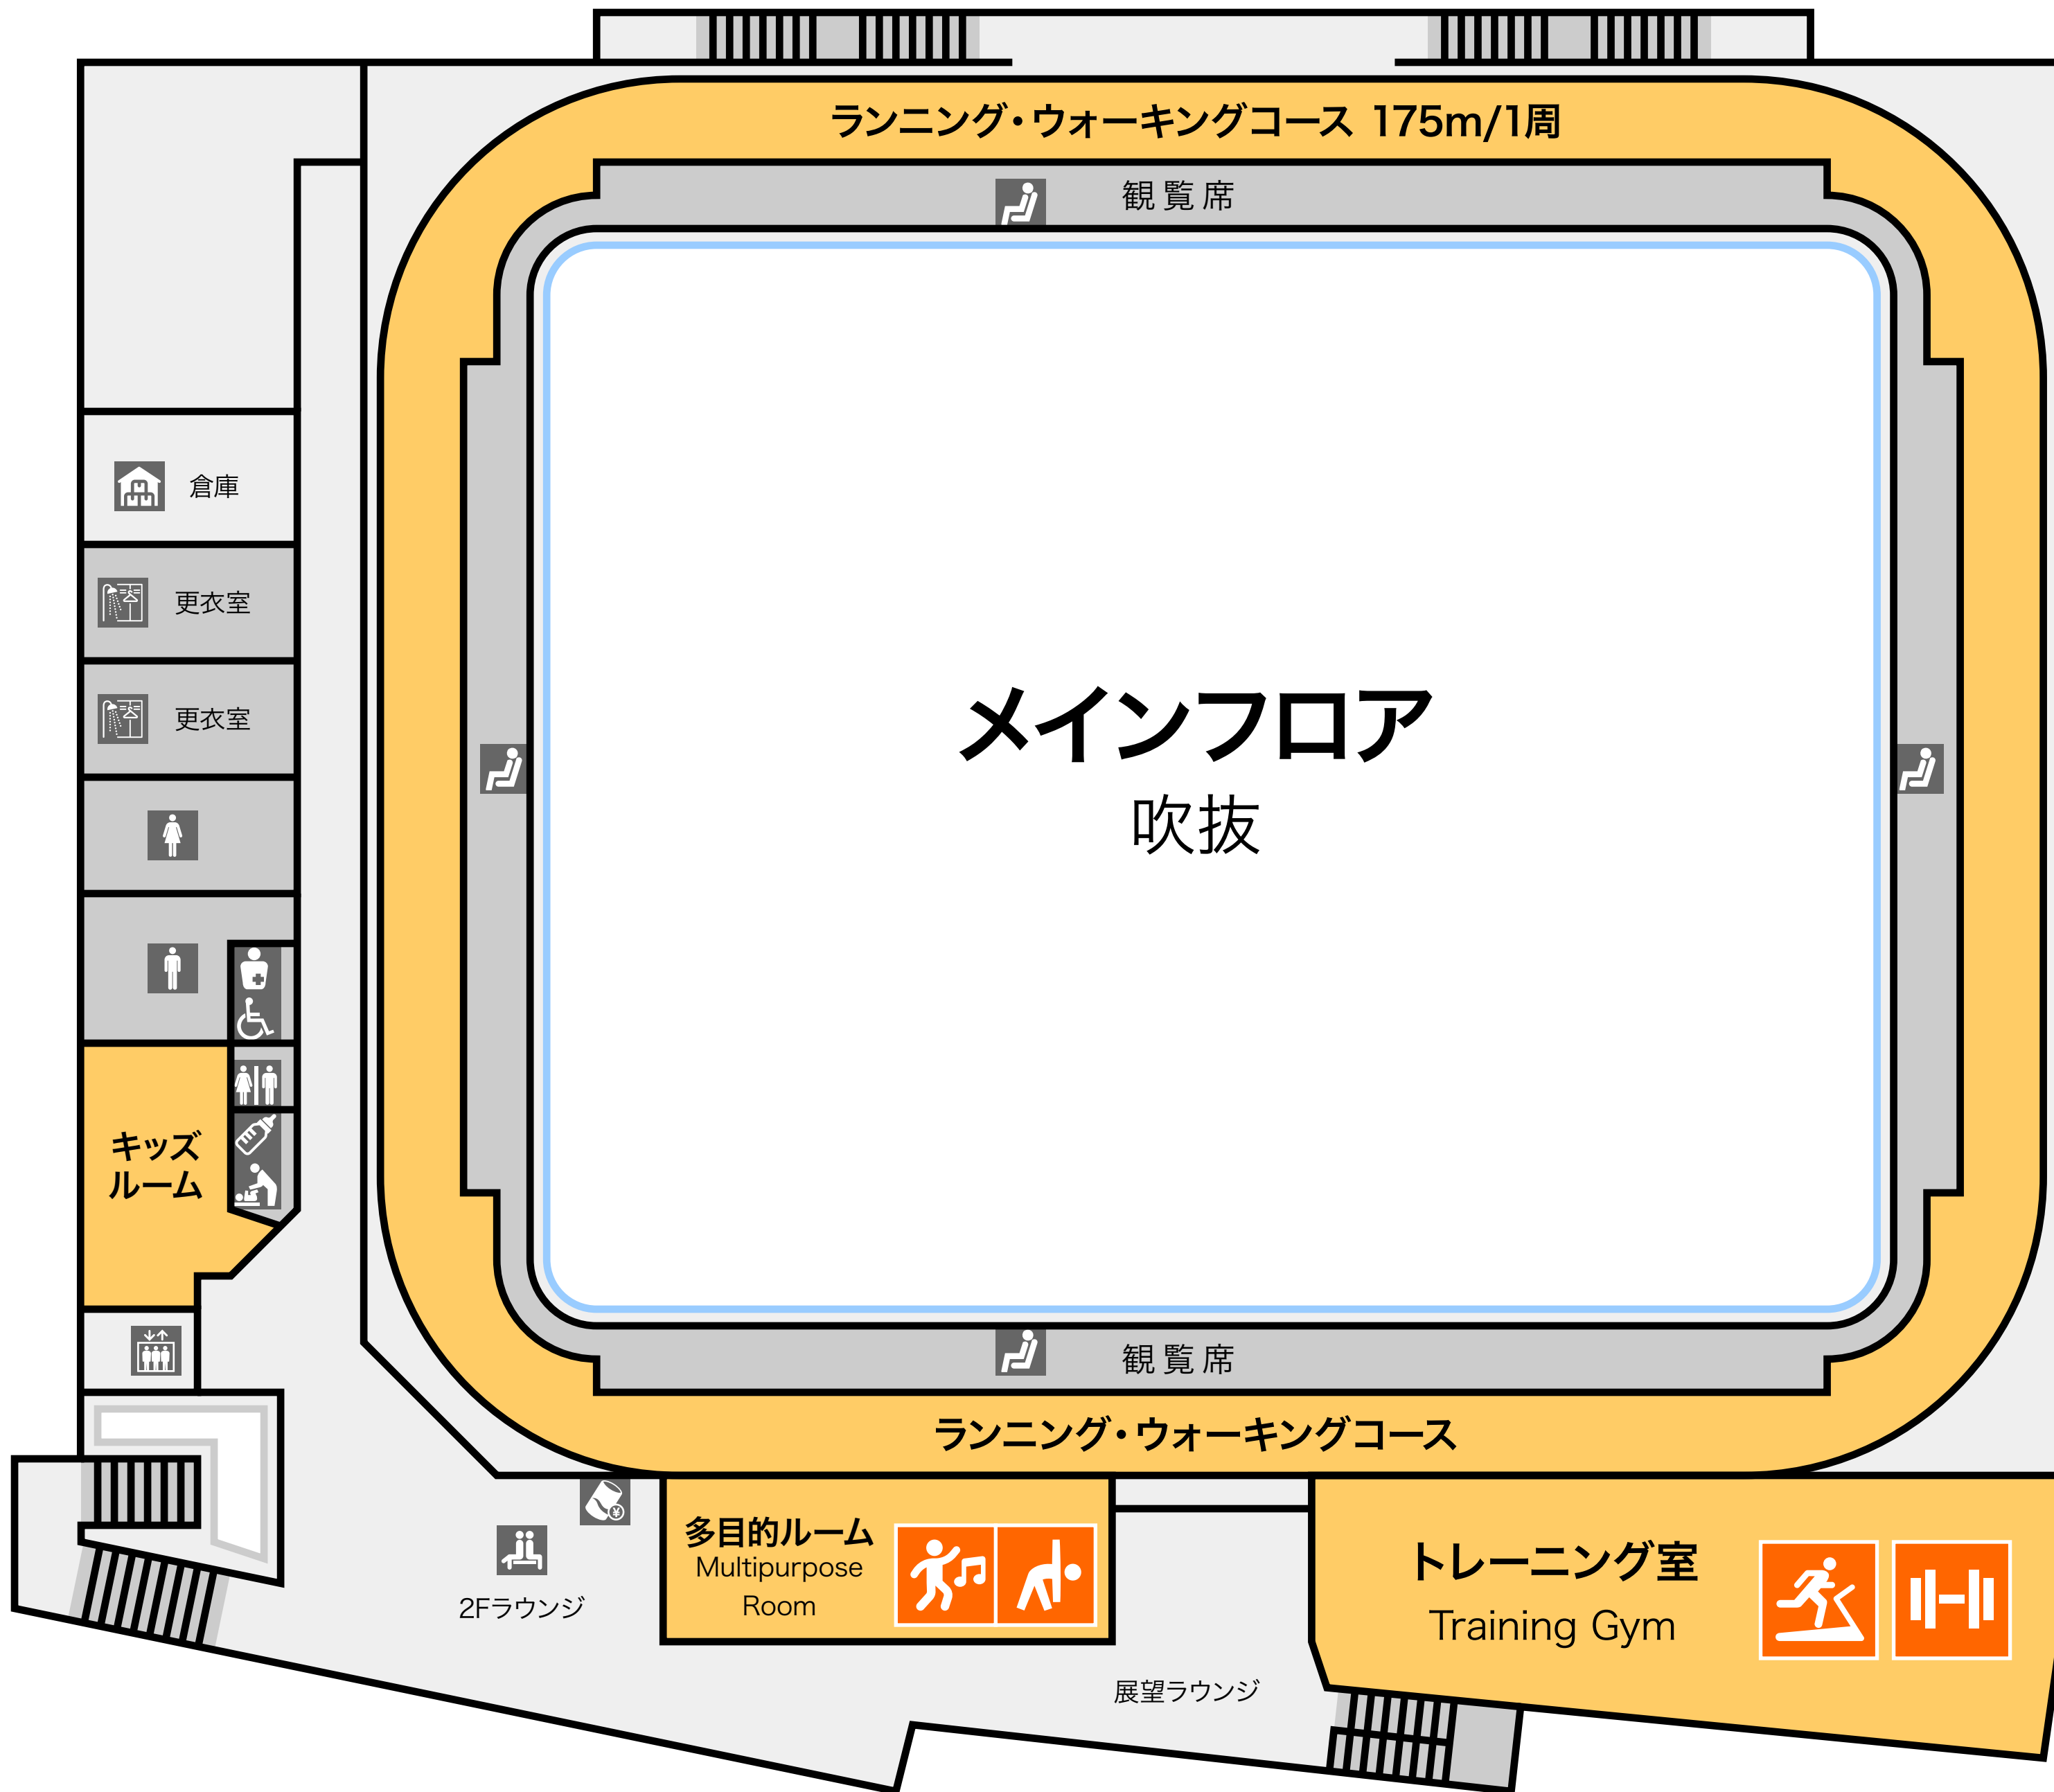 ランニング・ウォーキングコース 175m/1周
観覧席
倉庫
更衣室
更衣室
メインフロア
吹抜
キッズ
ルーム
観覧席
ランニング・ウォーキングコース
多目的ルーム
Multipurpose
Room
トレーニング室
Training Gym
2Fラウンジ
展望ラウンジ